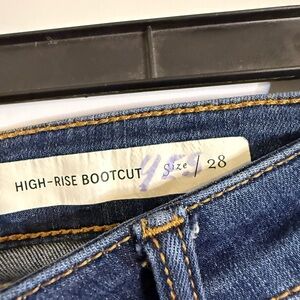 HIGH-RISE BOOTCUT size / 28